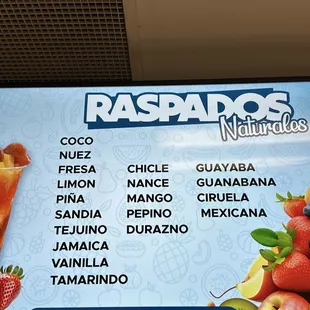 RASPADOS
Naturales
COCO
NUEZ
FRESA
LIMON
PIÑA
SANDIA
TEJUINO
JAMAICA
VAINILLA
TAMARINDO
CHICLE
NANCE
MANGO
PEPINO
DURAZNO
GUAYABA
GUANABANA
CIRUELA
MEXICANA